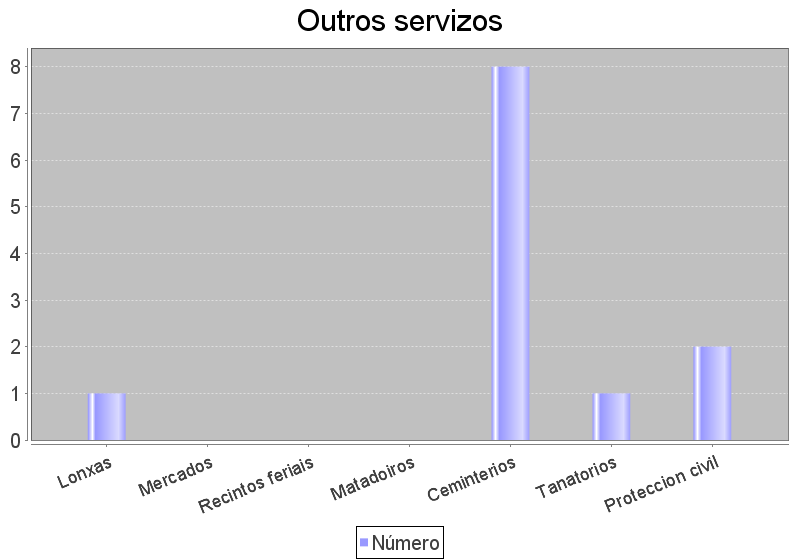 Outros servizos
8
7
6
5
4
3
2
1
0
Lonxas
Mercados
Recintos feriais
Matadoiros
Ceminterios
Tanatorios
Proteccion civil
Número